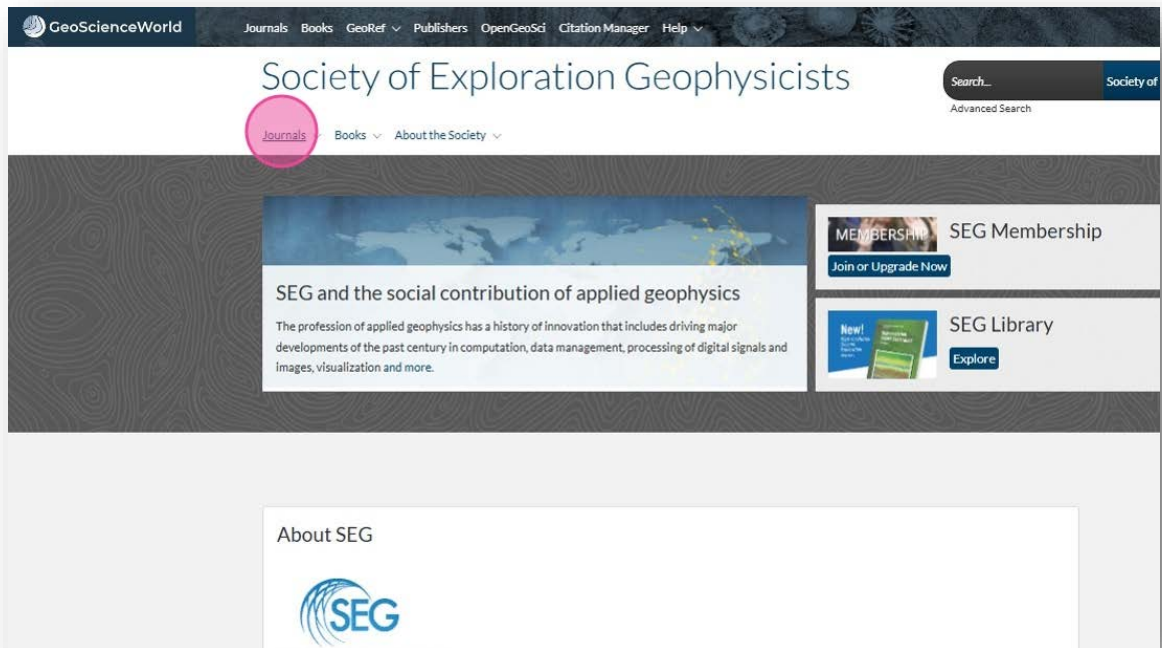 GeoScienceWorld
Journals Books GeoRef Publishers OpenGeoSci Citation Manager Help
Society of Exploration Geophysicists
Search...
Society of
Advanced Search
Journals Books About the Society
MEMBERSHIP
SEG Membership
Join or Upgrade Now
SEG and the social contribution of applied geophysics
The profession of applied geophysics has a history of innovation that includes driving major
developments of the past century in computation, data management, processing of digital signals and
images, visualization and more.
New!
SEG Library
Explore
About SEG
SEG